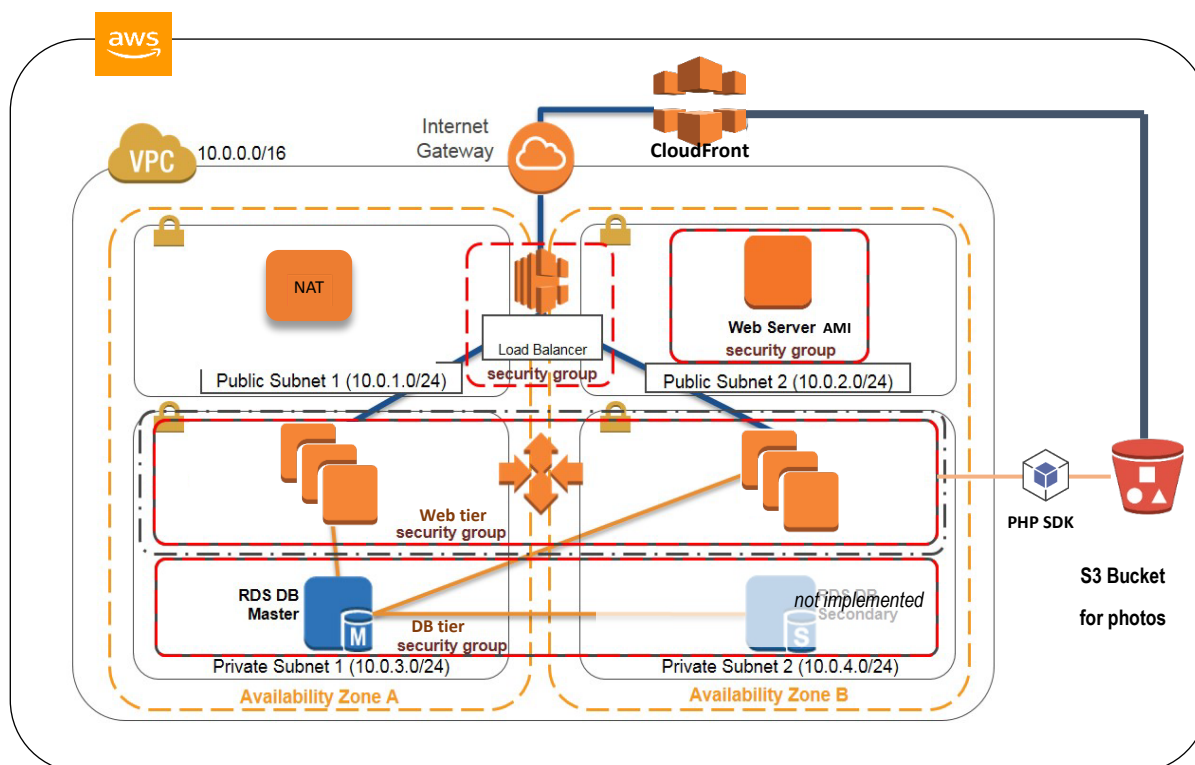 aws
Internet
Gateway
CloudFront
VPC
10.0.0.0/16
NAT
Load Balancer
security group
Web Server AMI
security group
Public Subnet 1 (10.0.1.0/24)
Public Subnet 2 (10.0.2.0/24)
Web tier
security group
PHP SDK
S3 Bucket
for photos
RDS DB
Master
M
DB tier
security group
not implemented
RDS DB
Secondary
S
Private Subnet 1 (10.0.3.0/24)
Private Subnet 2 (10.0.4.0/24)
Availability Zone A
Availability Zone B